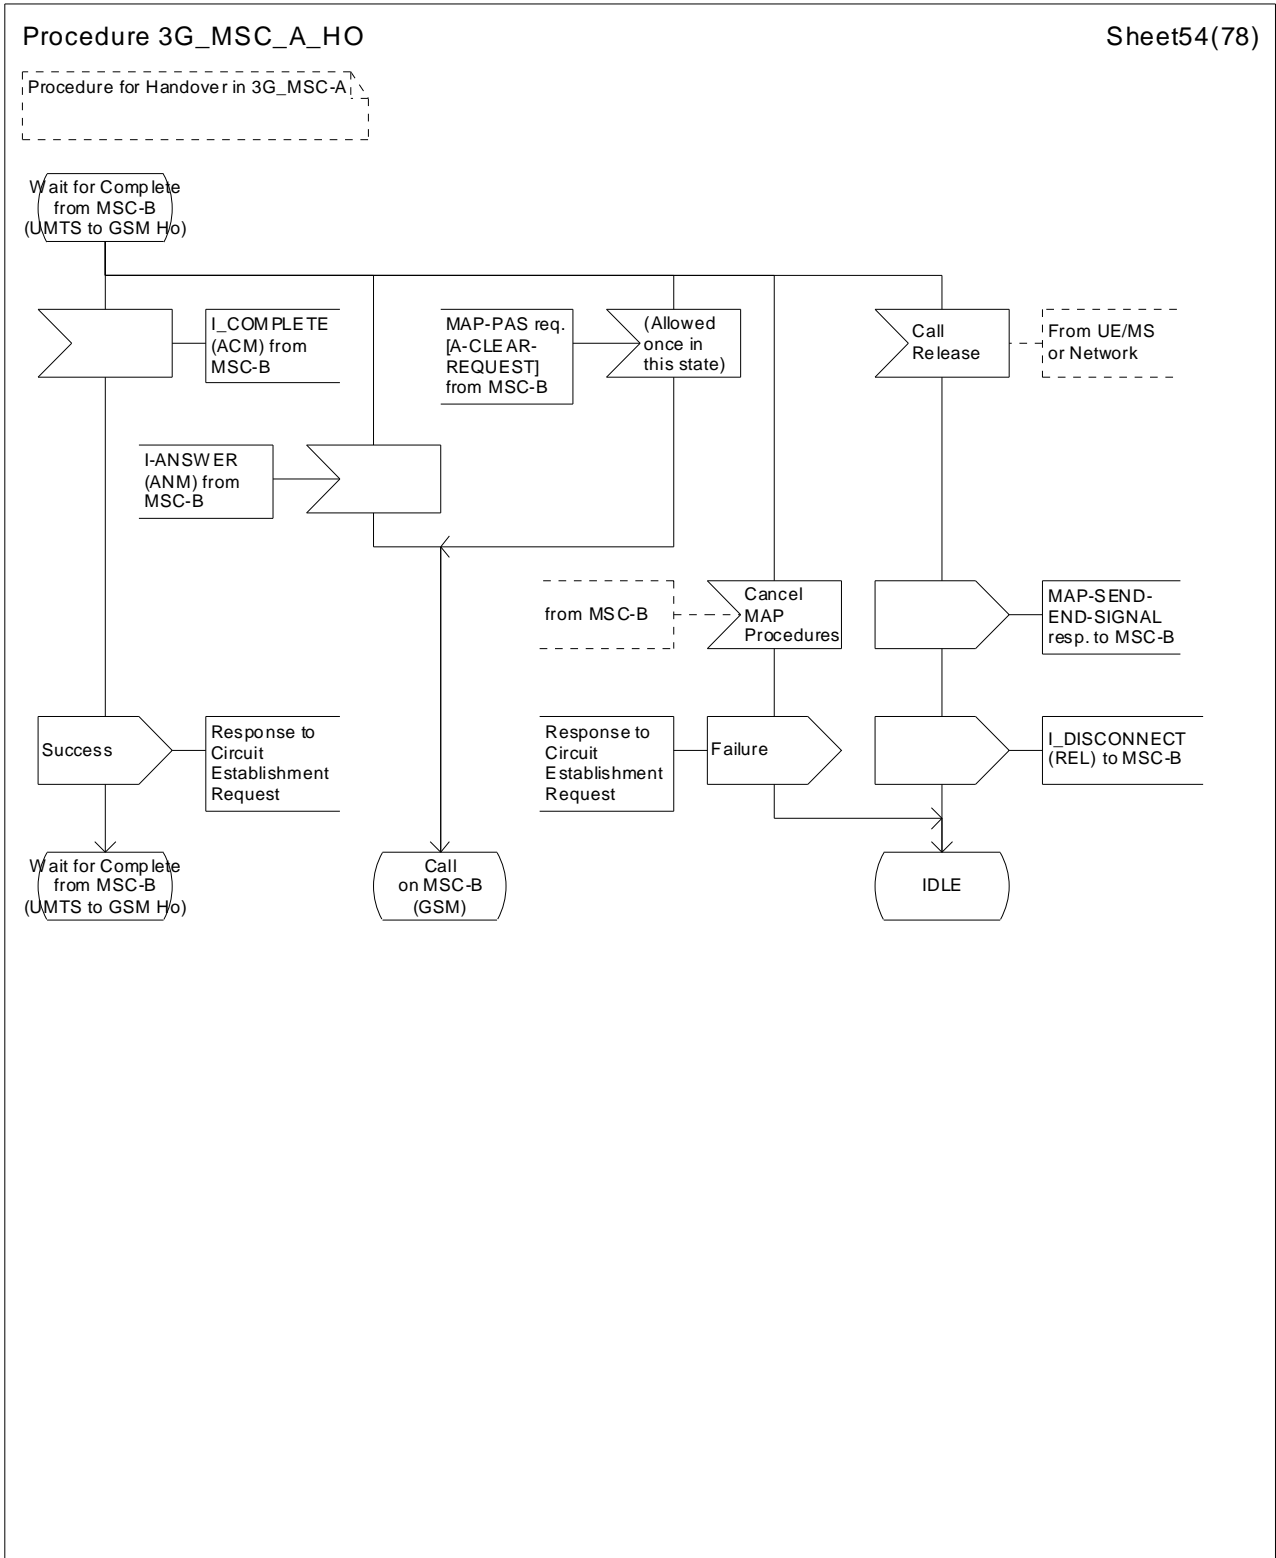 Procedure 3G_MSC_A_HO
Sheet54(78)
Procedure for Handover in 3G_MSC-A
Wait for Complete
from MSC-B
(UMTS to GSM Ho)
I_COMPLETE
(ACM) from
MSC-B
MAP-PAS req.
[A-CLEAR-
REQUEST]
from MSC-B
(Allowed
once in
this state)
Call
Release
From UE/MS
or Network
I-ANSWER
(ANM) from
MSC-B
from MSC-B
Cancel
MAP
Procedures
MAP-SEND-
END-SIGNAL
resp. to MSC-B
Success
Response to
Circuit
Establishment
Request
Response to
Circuit
Establishment
Request
Failure
I_DISCONNECT
(REL) to MSC-B
Wait for Complete
from MSC-B
(UMTS to GSM Ho)
Call
on MSC-B
(GSM)
IDLE